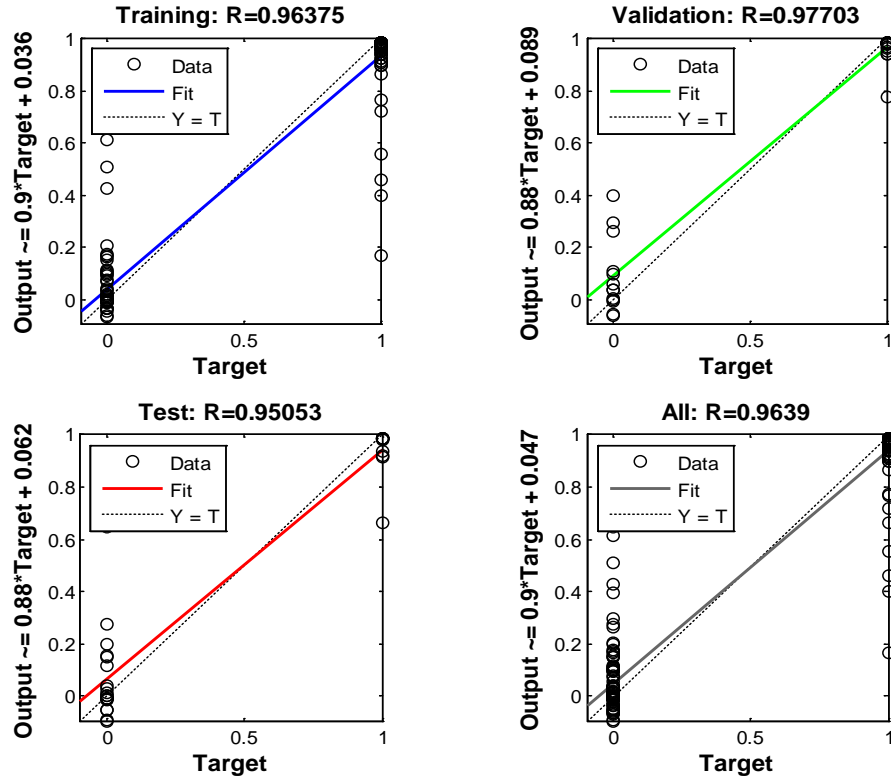 Training: R=0.96375
Output ~= 0.9*Target + 0.036
1
0.8
0.6
0.4
0.2
0
Data
Fit
Y = T
0
0.5
1
Target
Validation: R=0.97703
Output ~= 0.88*Target + 0.089
1
0.8
0.6
0.4
0.2
0
Data
Fit
Y = T
0
0.5
1
Target
Test: R=0.95053
Output ~= 0.88*Target + 0.062
1
0.8
0.6
0.4
0.2
0
Data
Fit
Y = T
0
0.5
1
Target
All: R=0.9639
Output ~= 0.9*Target + 0.047
1
0.8
0.6
0.4
0.2
0
Data
Fit
Y = T
0
0.5
1
Target